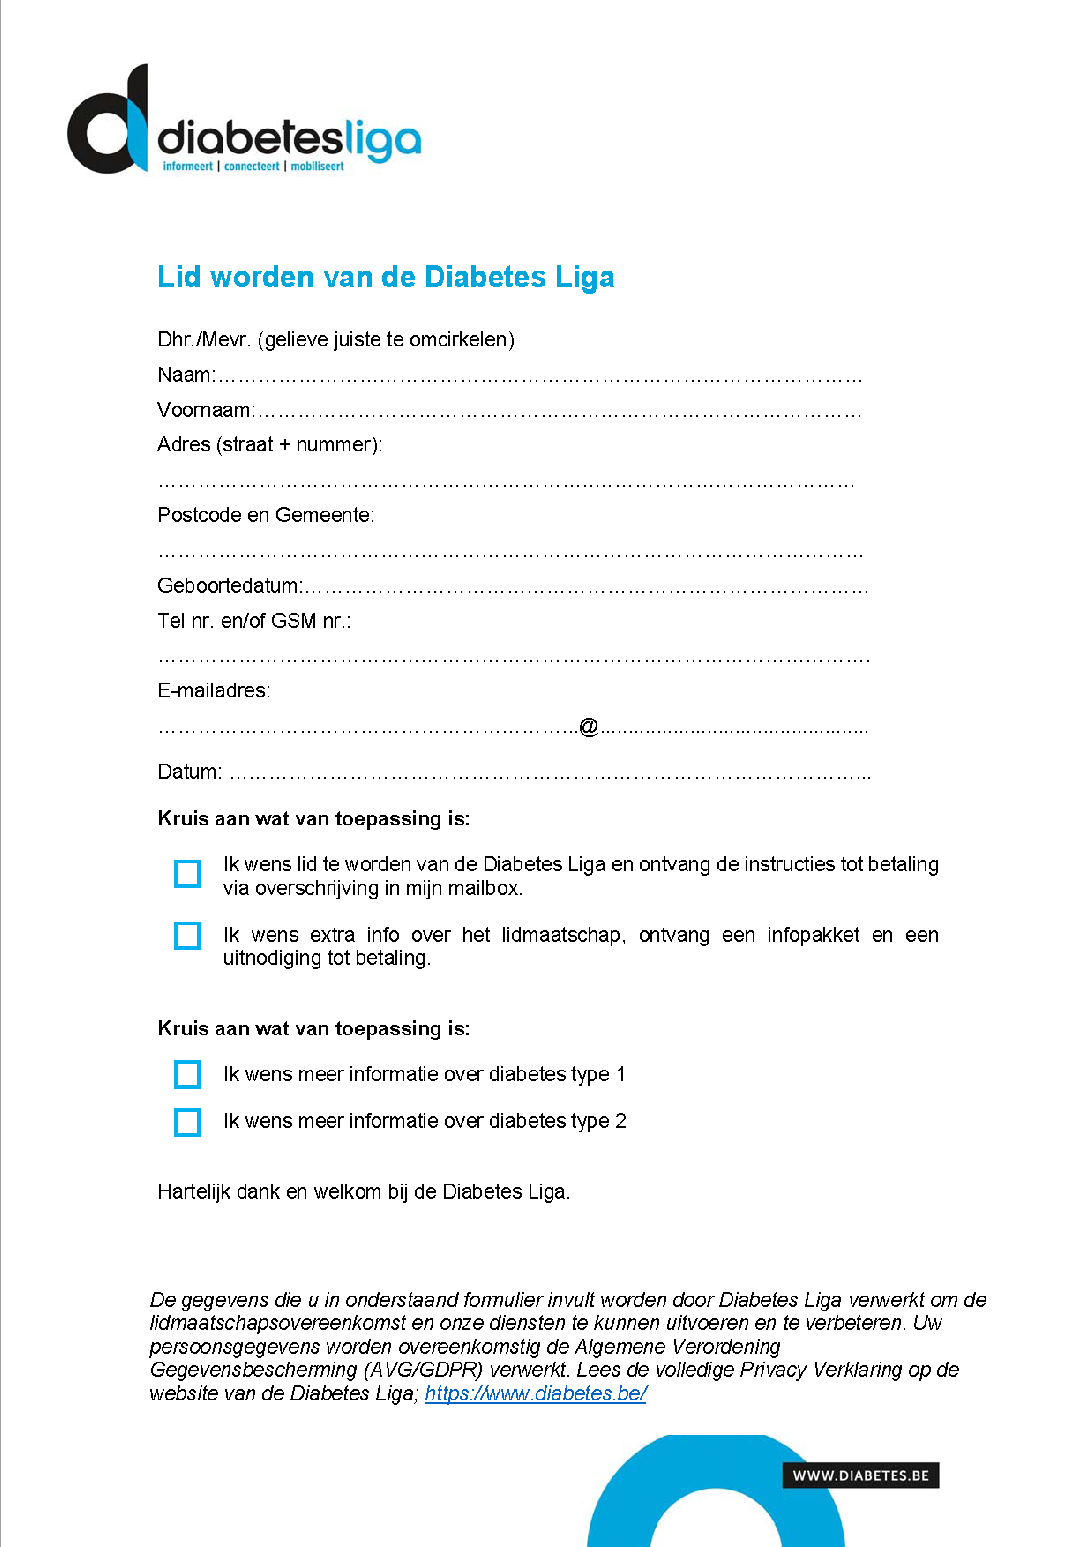 diabetesliga
informeert | connecteert | mobiliseert
Lid worden van de Diabetes Liga
Dhr./Mevr. (gelieve juiste te omcirkelen)
Naam:……………………………………………………………………………………
Voornaam:………………………………………………………………………………
Adres (straat + nummer):
……………………………………………………………………………………………
Postcode en Gemeente:
……………………………………………………………………………………………
Geboortedatum:…………………………………………………………………………
Tel nr. en/of GSM nr.:
…………………………………………………………………………………………….
E-mailadres:
……………………………………………………...@................................................
Datum: …………………………………………………………………………………...
Kruis aan wat van toepassing is:
Ik wens lid te worden van de Diabetes Liga en ontvang de instructies tot betaling
via overschrijving in mijn mailbox.
Ik wens extra info over het lidmaatschap, ontvang een infopakket en een
uitnodiging tot betaling.
Kruis aan wat van toepassing is:
Ik wens meer informatie over diabetes type 1
Ik wens meer informatie over diabetes type 2
Hartelijk dank en welkom bij de Diabetes Liga.
De gegevens die u in onderstaand formulier invult worden door Diabetes Liga verwerkt om de
lidmaatschapsovereenkomst en onze diensten te kunnen uitvoeren en te verbeteren. Uw
persoonsgegevens worden overeenkomstig de Algemene Verordening
Gegevensbescherming (AVG/GDPR) verwerkt. Lees de volledige Privacy Verklaring op de
website van de Diabetes Liga; https://www.diabetes.be/
WWW.DIABETES.BE